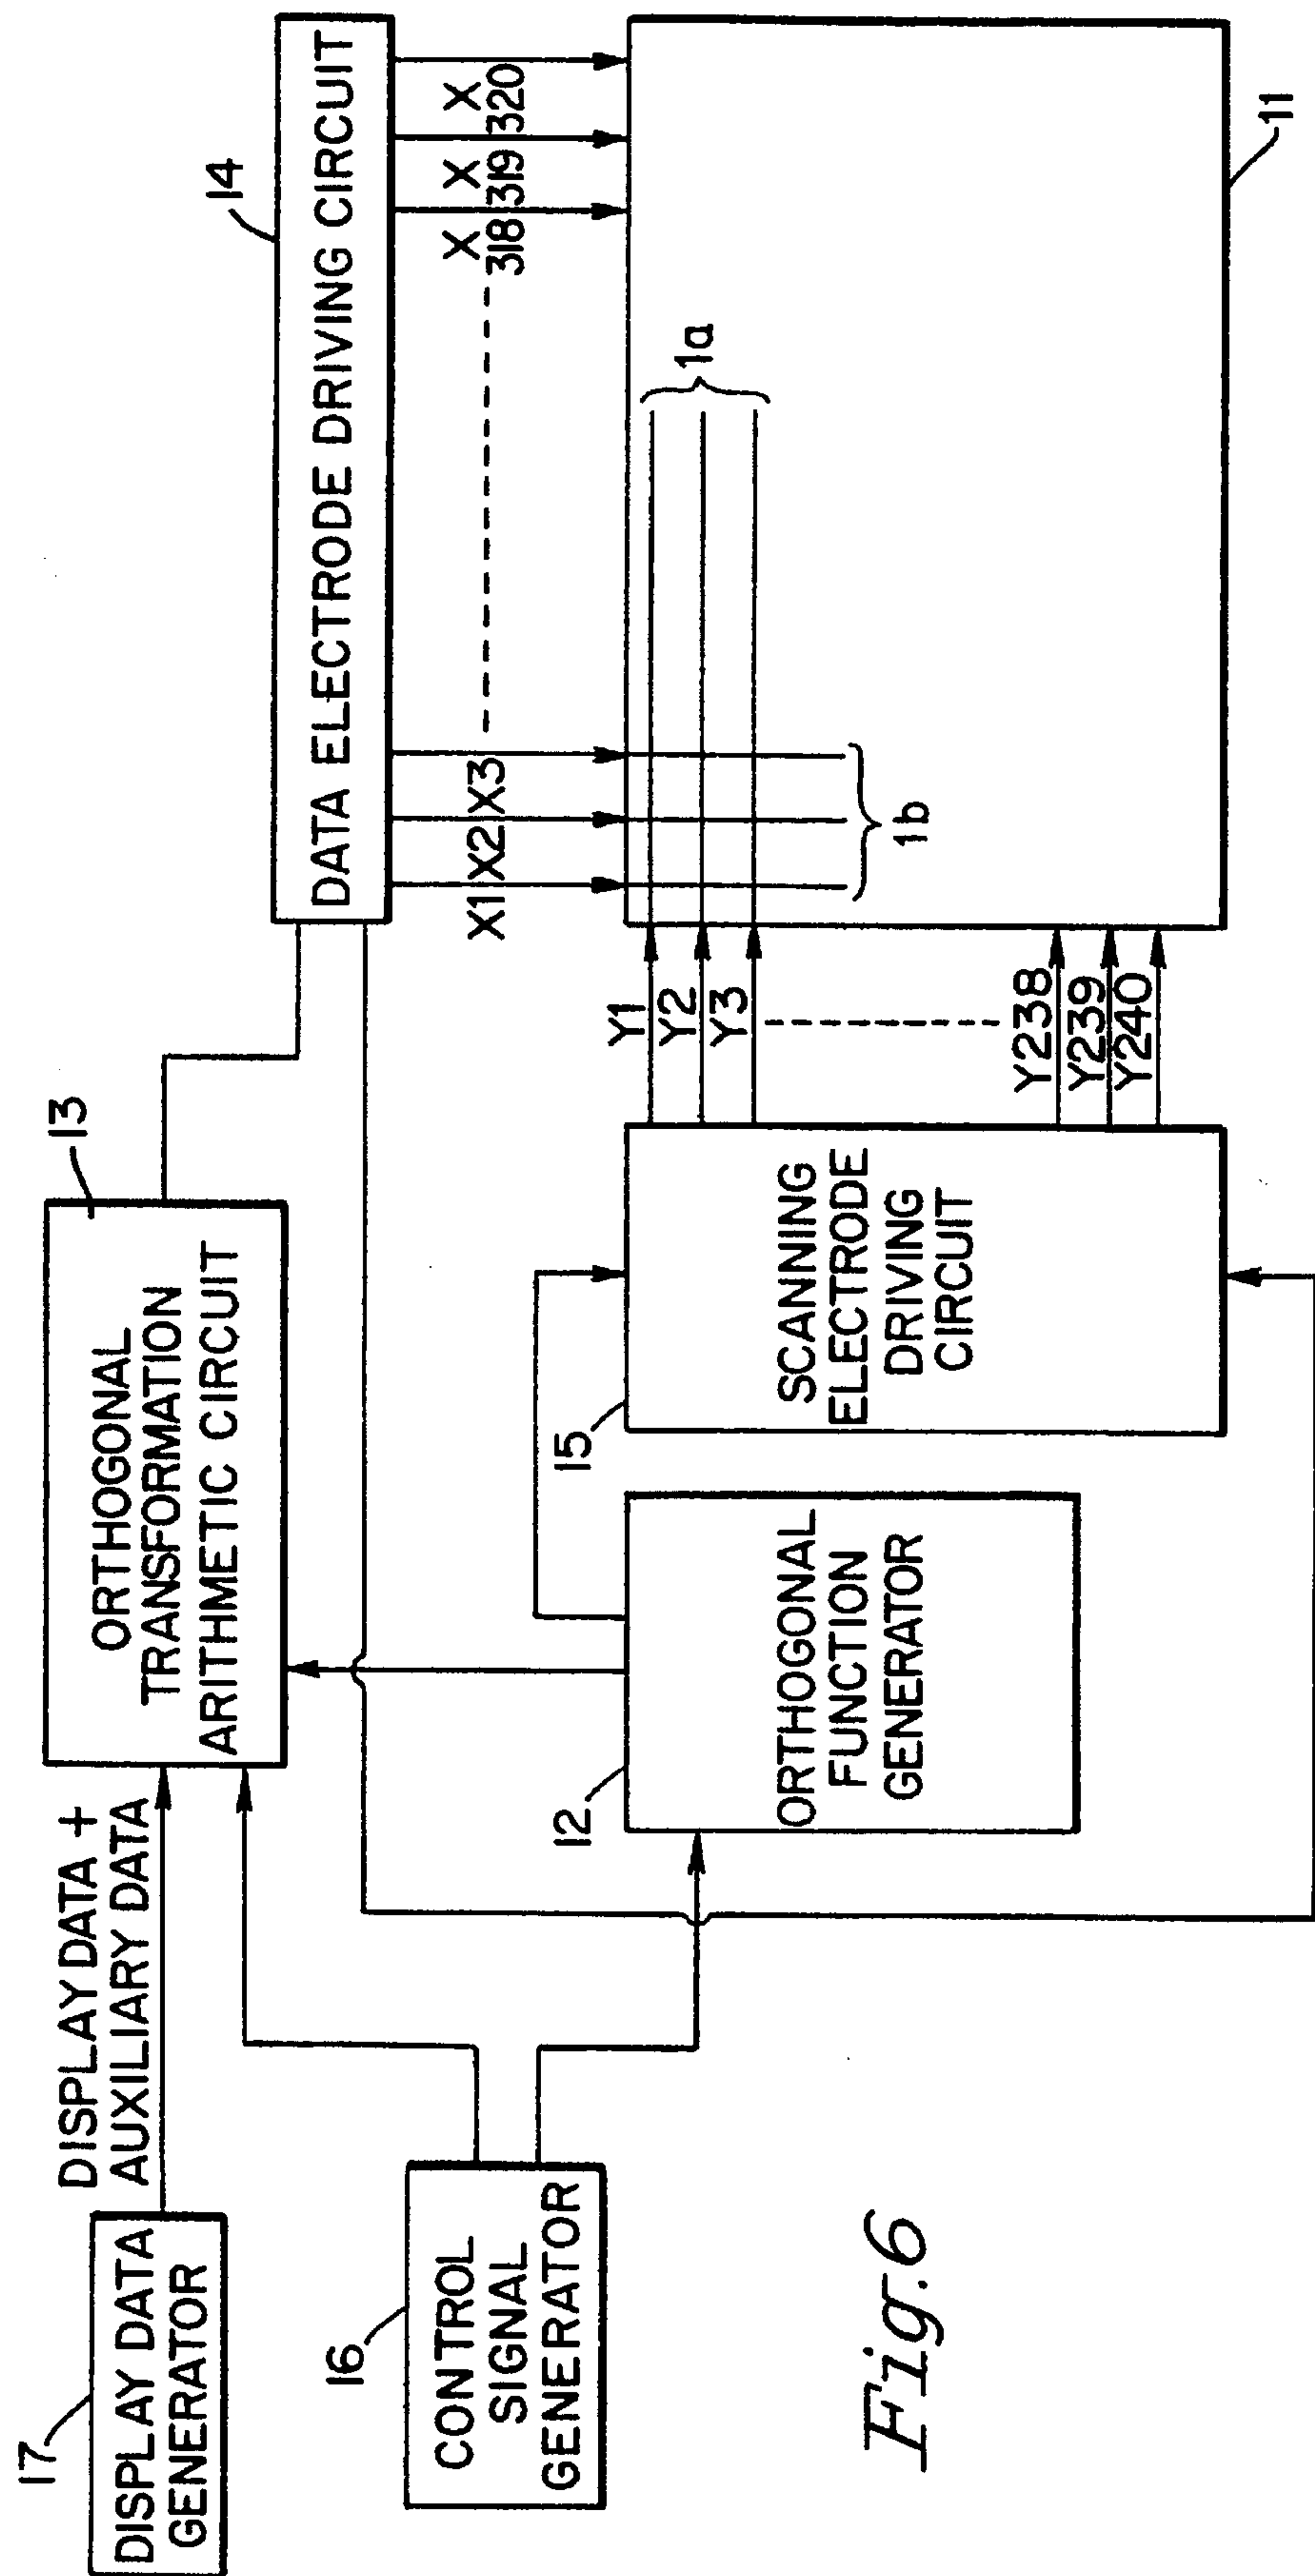 17
DISPLAY DATA
GENERATOR
DISPLAY DATA +
AUXILIARY DATA
13
ORTHOGONAL
TRANSFORMATION
ARITHMETIC CIRCUIT
14
DATA ELECTRODE DRIVING CIRCUIT
16
CONTROL
SIGNAL
GENERATOR
12
ORTHOGONAL
FUNCTION
GENERATOR
15
SCANNING
ELECTRODE
DRIVING
CIRCUIT
X1 X2 X3
X X X
318 319 320
Y1
Y2
Y3
Y238
Y239
Y240
1a
1b
11
Fig.6